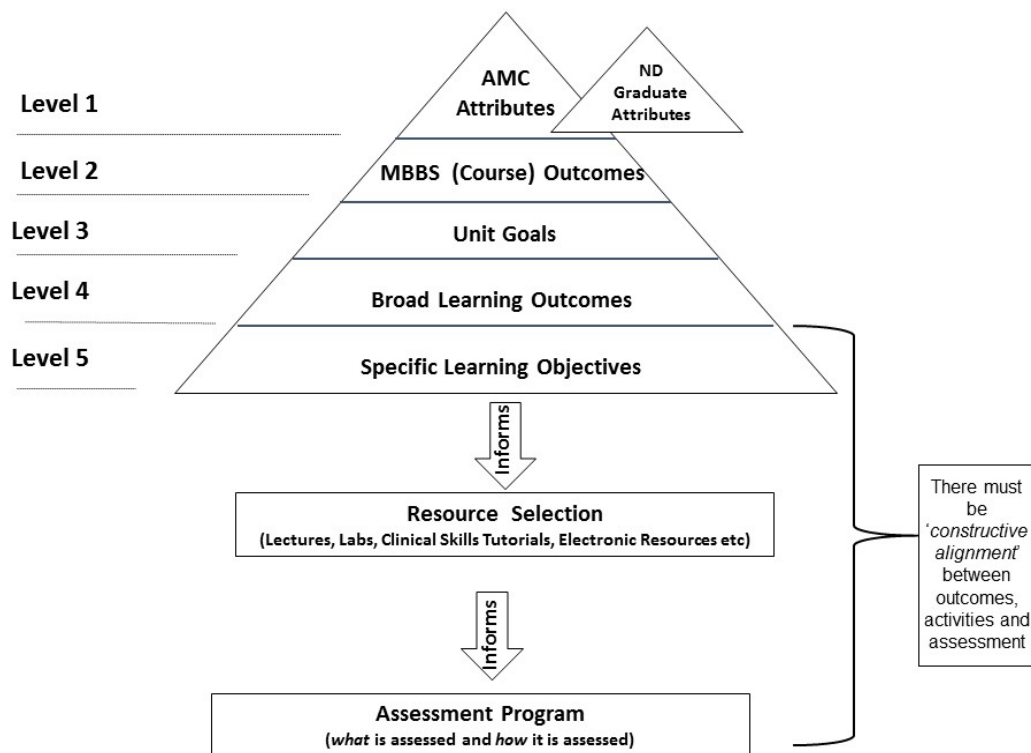 AMC
Attributes
ND
Graduate
Attributes
Level 1
Level 2
MBBS (Course) Outcomes
Level 3
Unit Goals
Level 4
Broad Learning Outcomes
Level 5
Specific Learning Objectives
Informs
Resource Selection
(Lectures, Labs, Clinical Skills Tutorials, Electronic Resources etc)
Informs
Assessment Program
(what is assessed and how it is assessed)
There must
be
‘constructive
alignment’
between
outcomes,
activities and
assessment